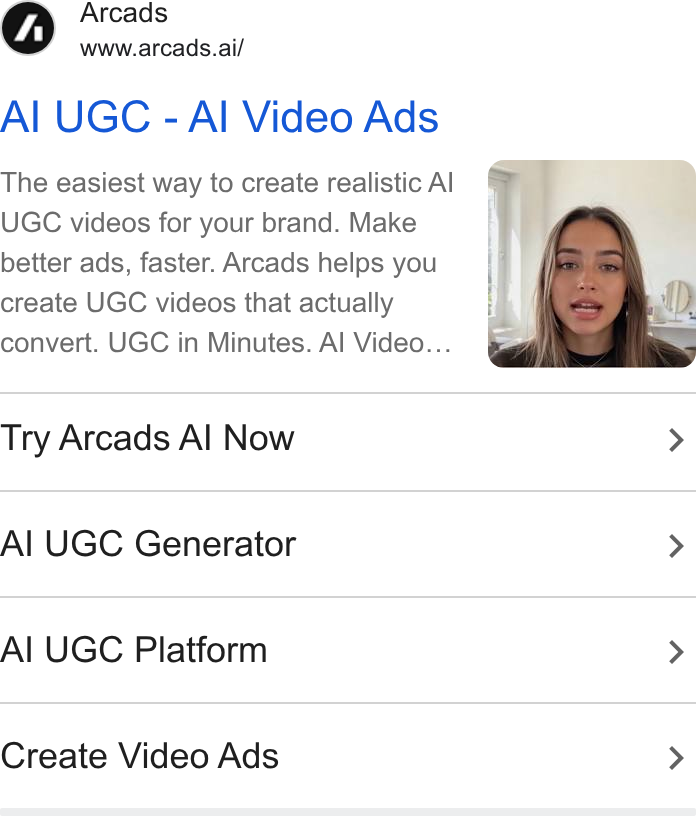 Arcads
www.arcads.ai/
AI UGC - AI Video Ads
The easiest way to create realistic AI
UGC videos for your brand. Make
better ads, faster. Arcads helps you
create UGC videos that actually
convert. UGC in Minutes. AI Video…
Try Arcads AI Now
AI UGC Generator
AI UGC Platform
Create Video Ads